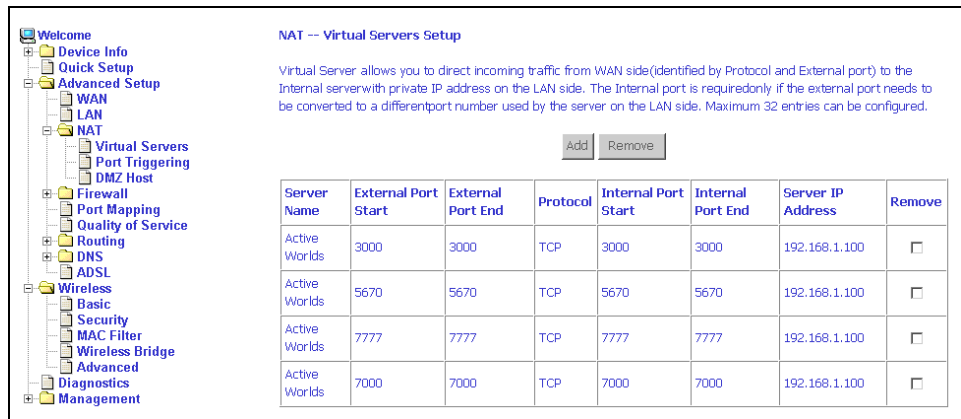 Welcome
Device Info
Quick Setup
Advanced Setup
WAN
LAN
NAT
Virtual Servers
Port Triggering
DMZ Host
Firewall
Port Mapping
Quality of Service
Routing
DNS
ADSL
Wireless
Basic
Security
MAC Filter
Wireless Bridge
Advanced
Diagnostics
Management
NAT -- Virtual Servers Setup
Virtual Server allows you to direct incoming traffic from WAN side(identified by Protocol and External port) to the
Internal serverwith private IP address on the LAN side. The Internal port is requiredonly if the external port needs to
be converted to a differentport number used by the server on the LAN side. Maximum 32 entries can be configured.
Add Remove
Server Name External Port Start External Port End Protocol Internal Port Start Internal Port End Server IP Address Remove
Active Worlds 3000 3000 TCP 3000 3000 192.168.1.100
Active Worlds 5670 5670 TCP 5670 5670 192.168.1.100
Active Worlds 7777 7777 TCP 7777 7777 192.168.1.100
Active Worlds 7000 7000 TCP 7000 7000 192.168.1.100